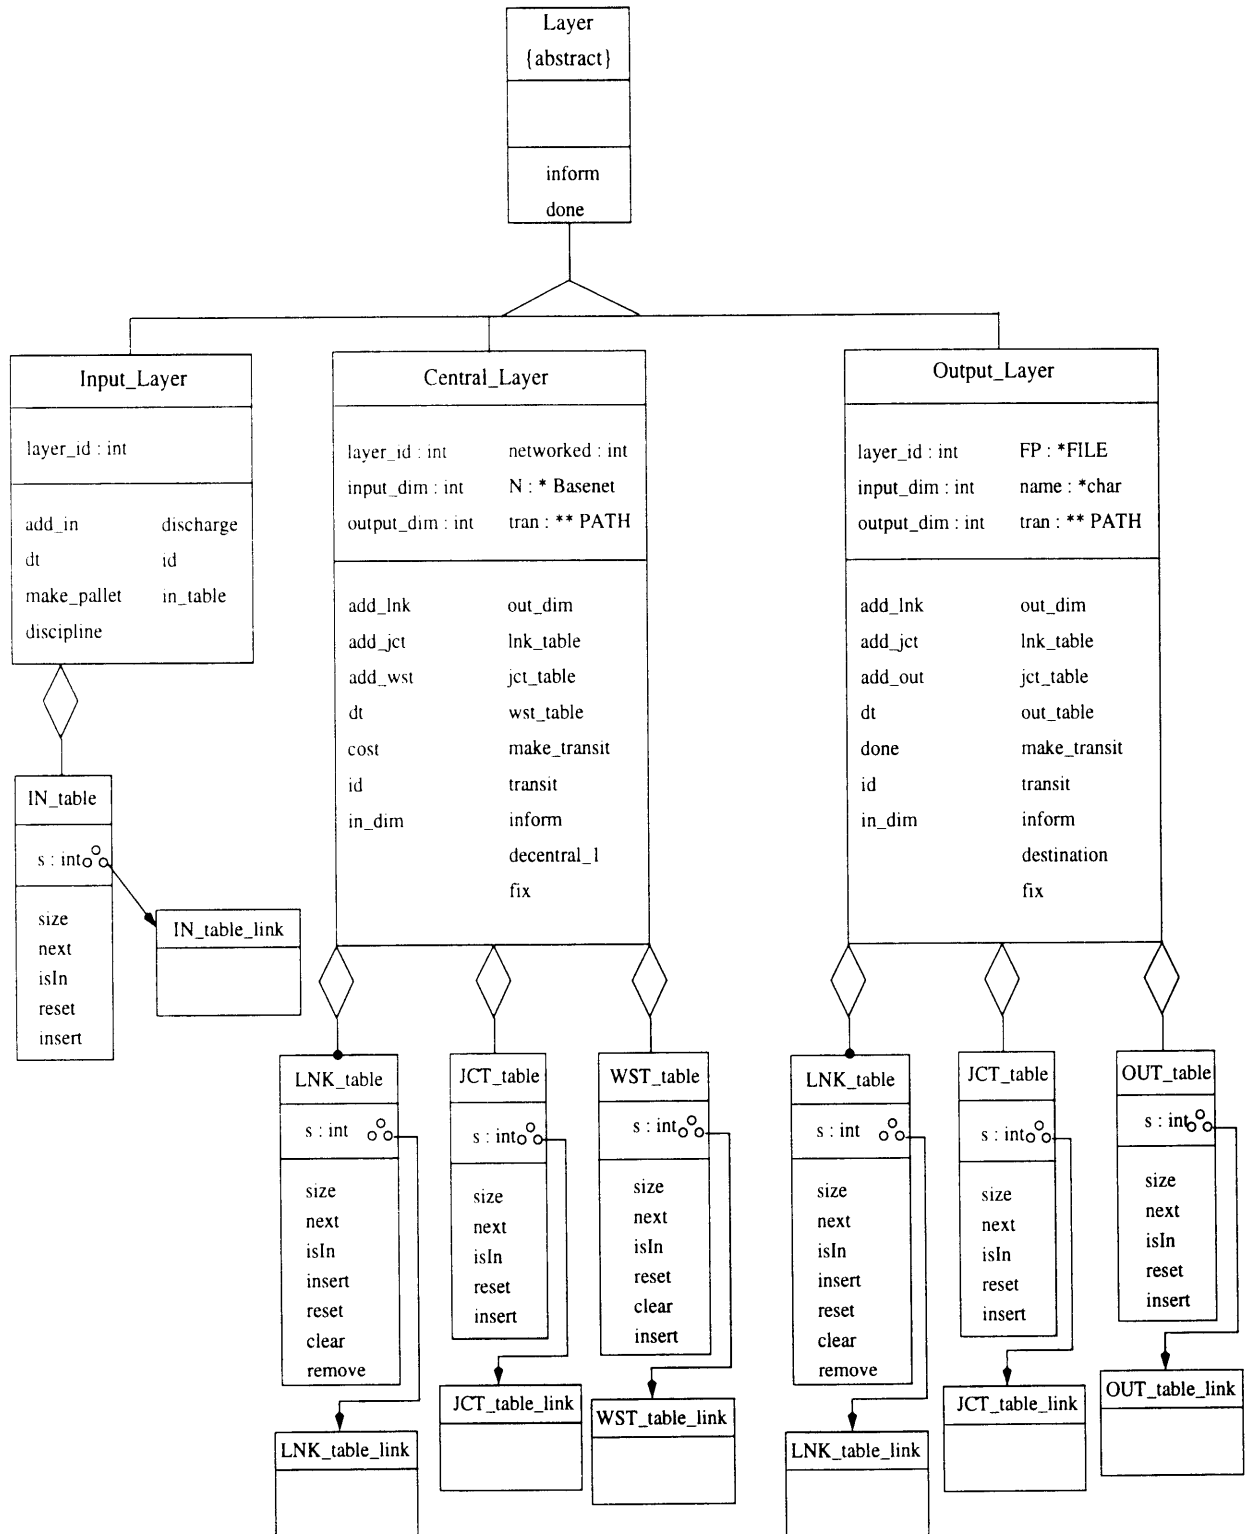 Layer
{abstract}
inform
done
Input_Layer
layer_id : int
add_in discharge
dt id
make_pallet in_table
discipline
IN_table
s : int
size
next
isIn
reset
insert
IN_table_link
Central_Layer
layer_id : int networked : int
input_dim : int N : * Basenet
output_dim : int tran : ** PATH
add_lnk out_dim
add_jct lnk_table
add_wst jct_table
dt wst_table
cost make_transit
id transit
in_dim inform
decentral_1
fix
LNK_table
s : int
size
next
isIn
insert
reset
clear
remove
LNK_table_link
JCT_table
s : int
size
next
isIn
reset
insert
JCT_table_link
WST_table
s : int
size
next
isIn
reset
clear
insert
WST_table_link
Output_Layer
layer_id : int FP : *FILE
input_dim : int name : *char
output_dim : int tran : ** PATH
add_lnk out_dim
add_jct lnk_table
add_out jct_table
dt out_table
done make_transit
id transit
in_dim inform
destination
fix
LNK_table
s : int
size
next
isIn
insert
reset
clear
remove
LNK_table_link
JCT_table
s : int
size
next
isIn
reset
insert
JCT_table_link
OUT_table
s : int
size
next
isIn
reset
insert
OUT_table_link